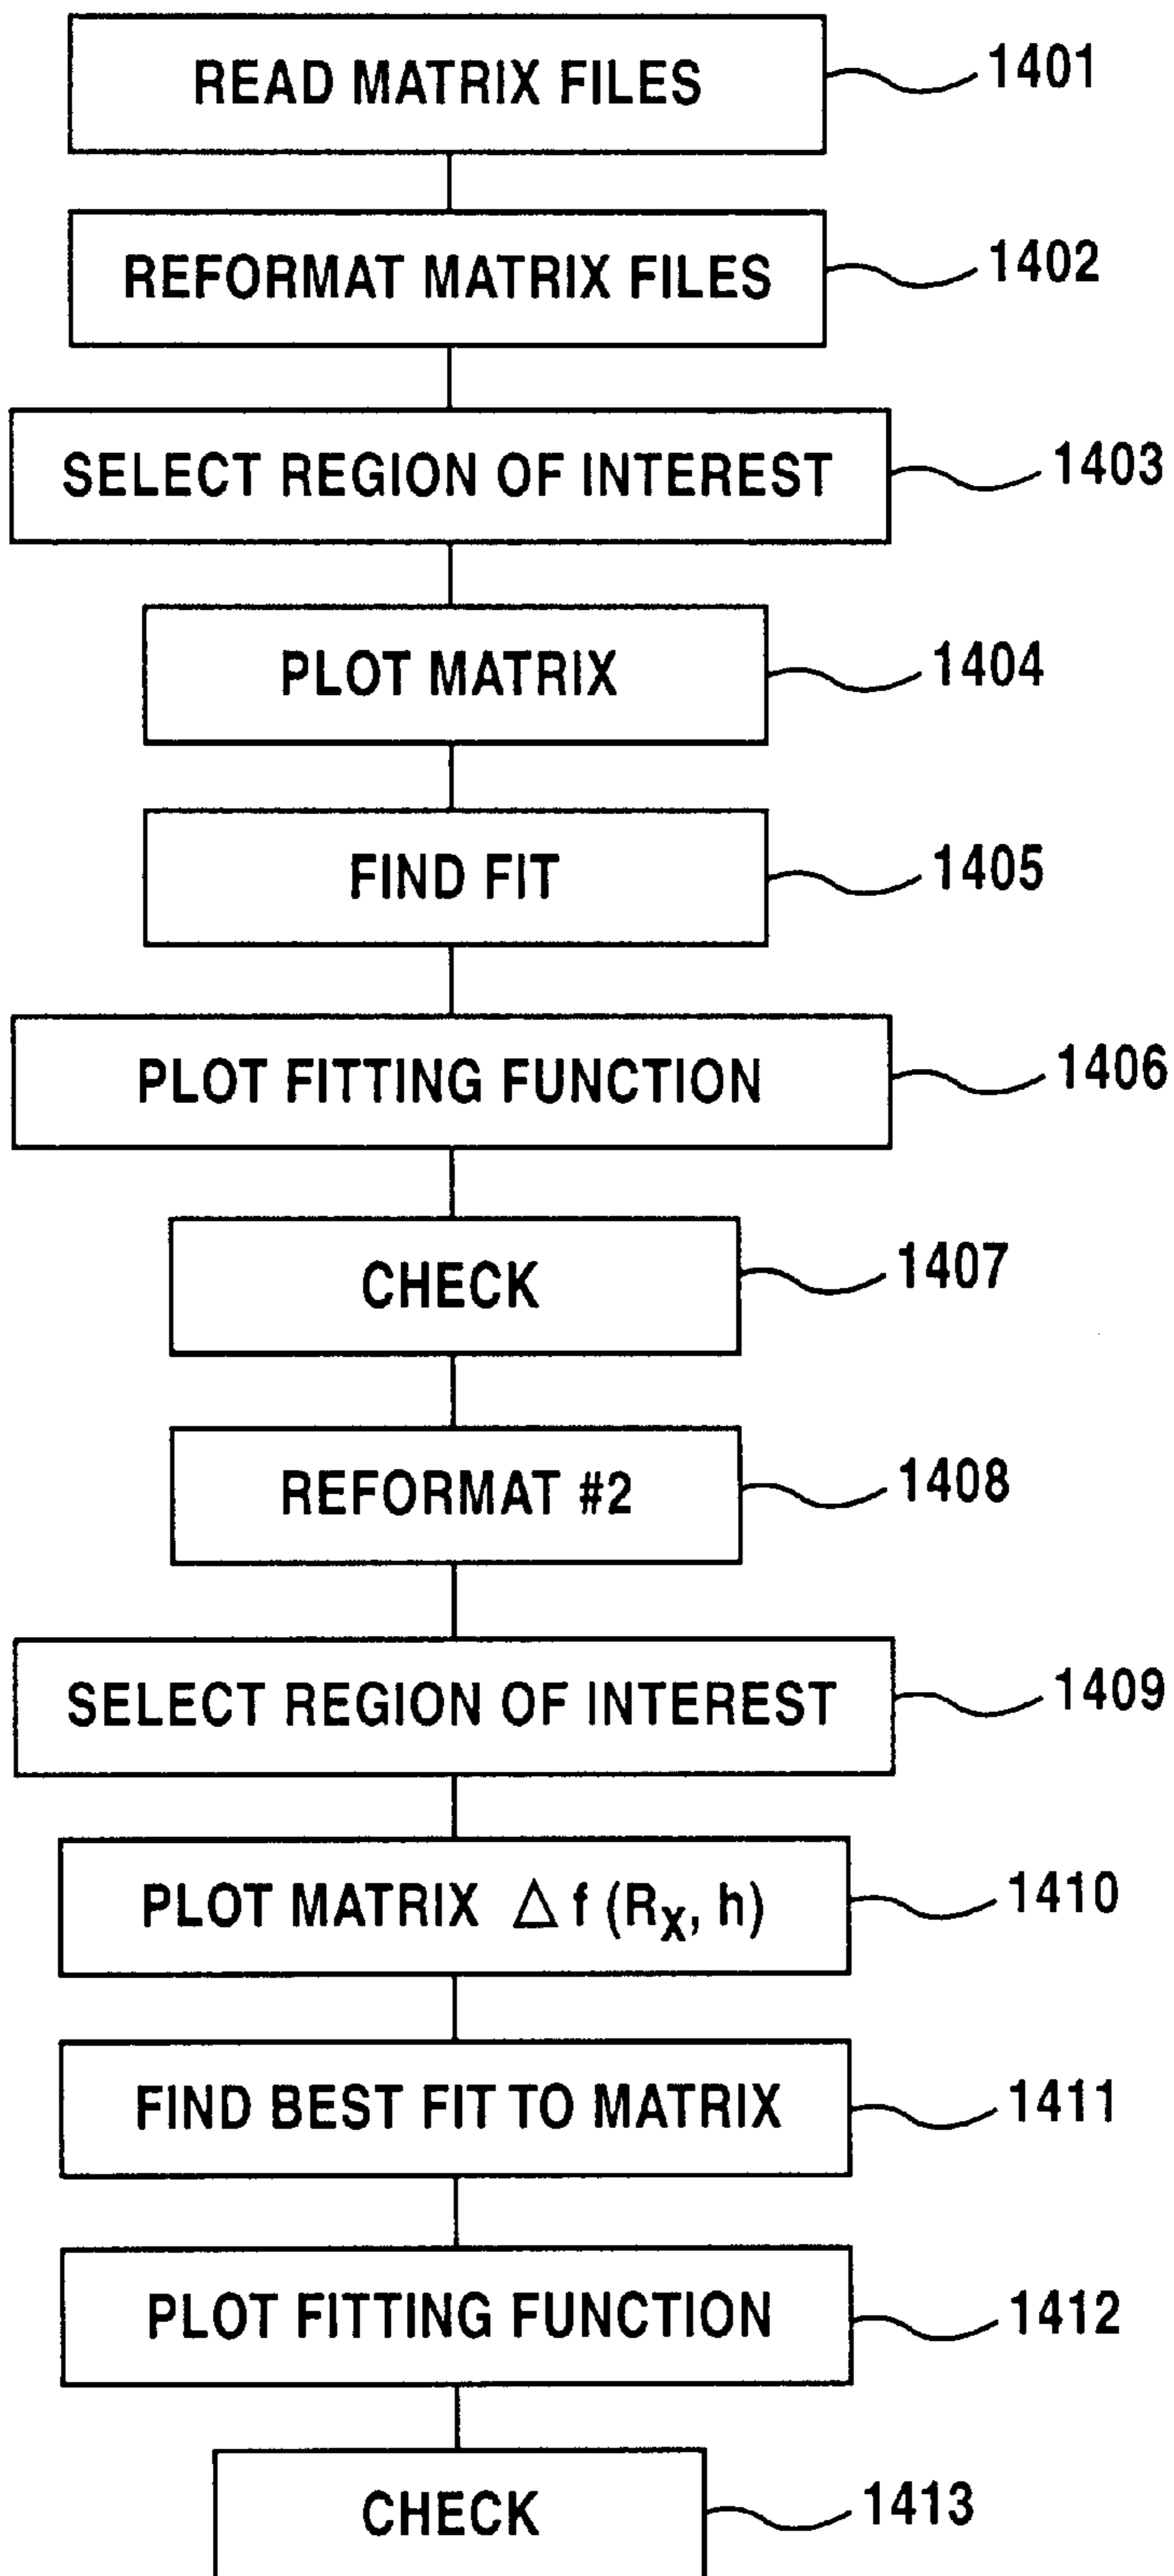 READ MATRIX FILES 1401
REFORMAT MATRIX FILES 1402
SELECT REGION OF INTEREST 1403
PLOT MATRIX 1404
FIND FIT 1405
PLOT FITTING FUNCTION 1406
CHECK 1407
REFORMAT #2 1408
SELECT REGION OF INTEREST 1409
PLOT MATRIX Δ f (Rₓ, h) 1410
FIND BEST FIT TO MATRIX 1411
PLOT FITTING FUNCTION 1412
CHECK 1413